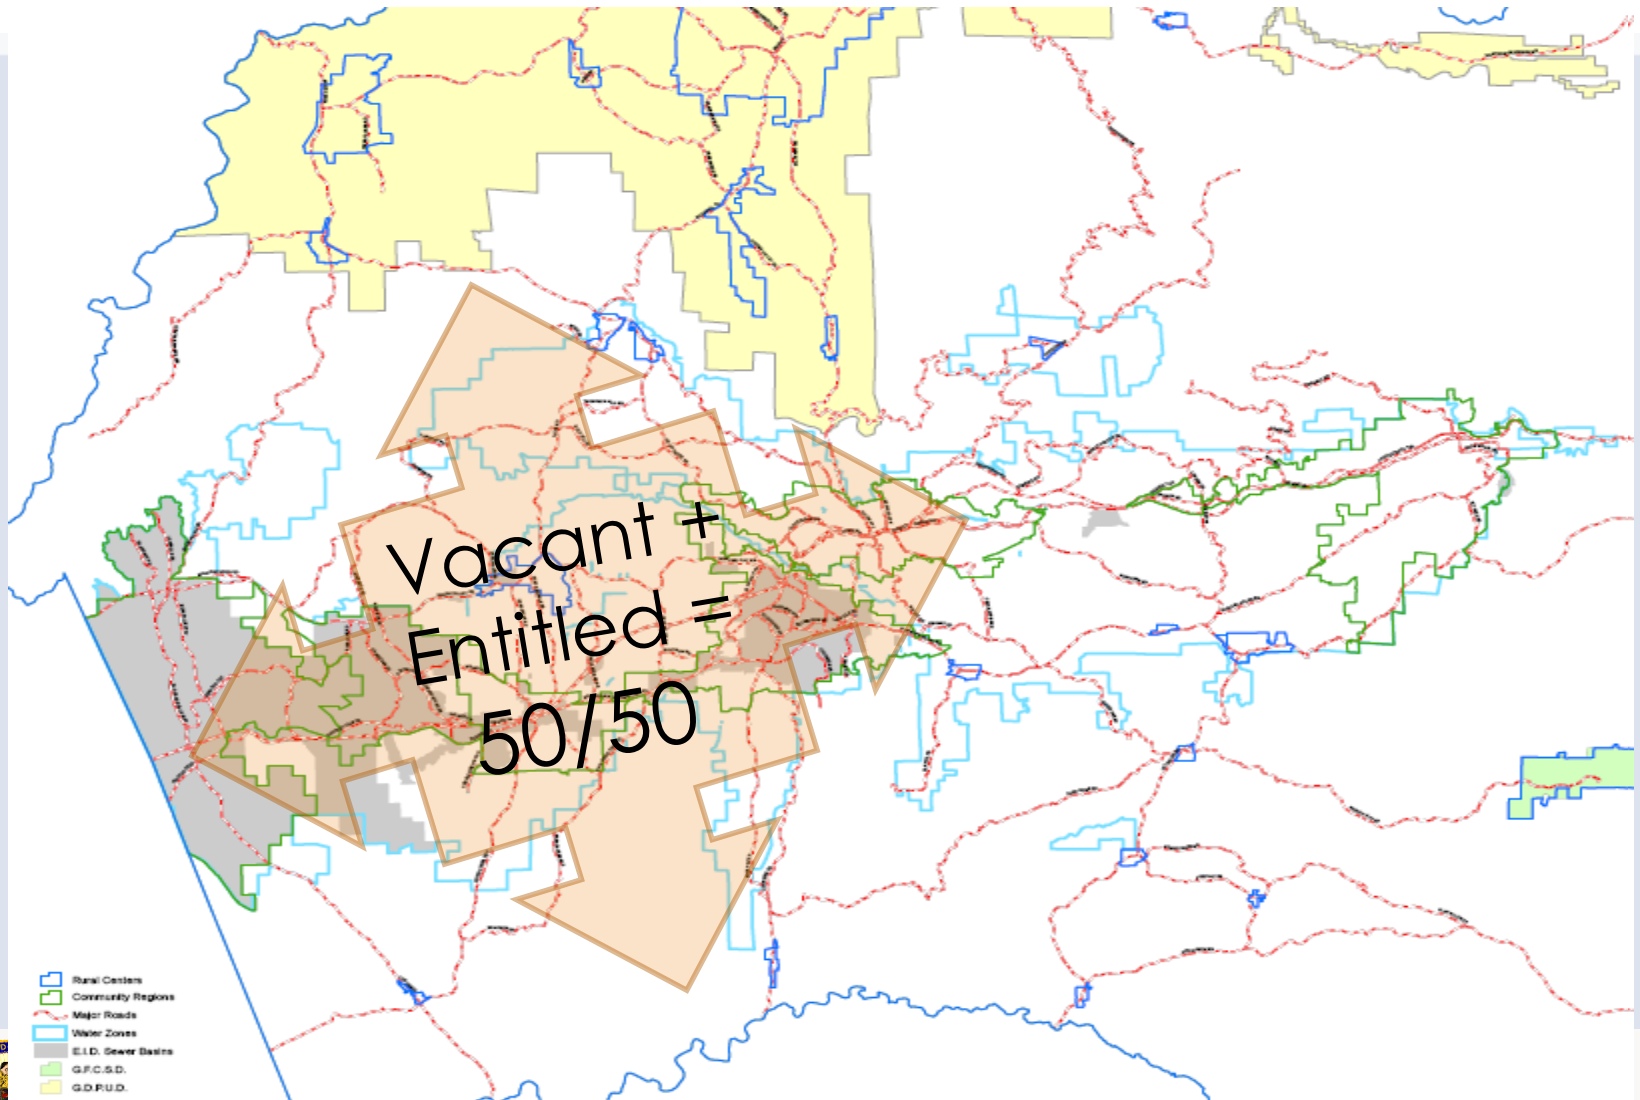 Vacant +
Entitled =
50/50
Rural Centers
Community Regions
Major Roads
Water Zones
E.I.D. Sewer Basins
G.F.C.S.D.
G.D.P.U.D.